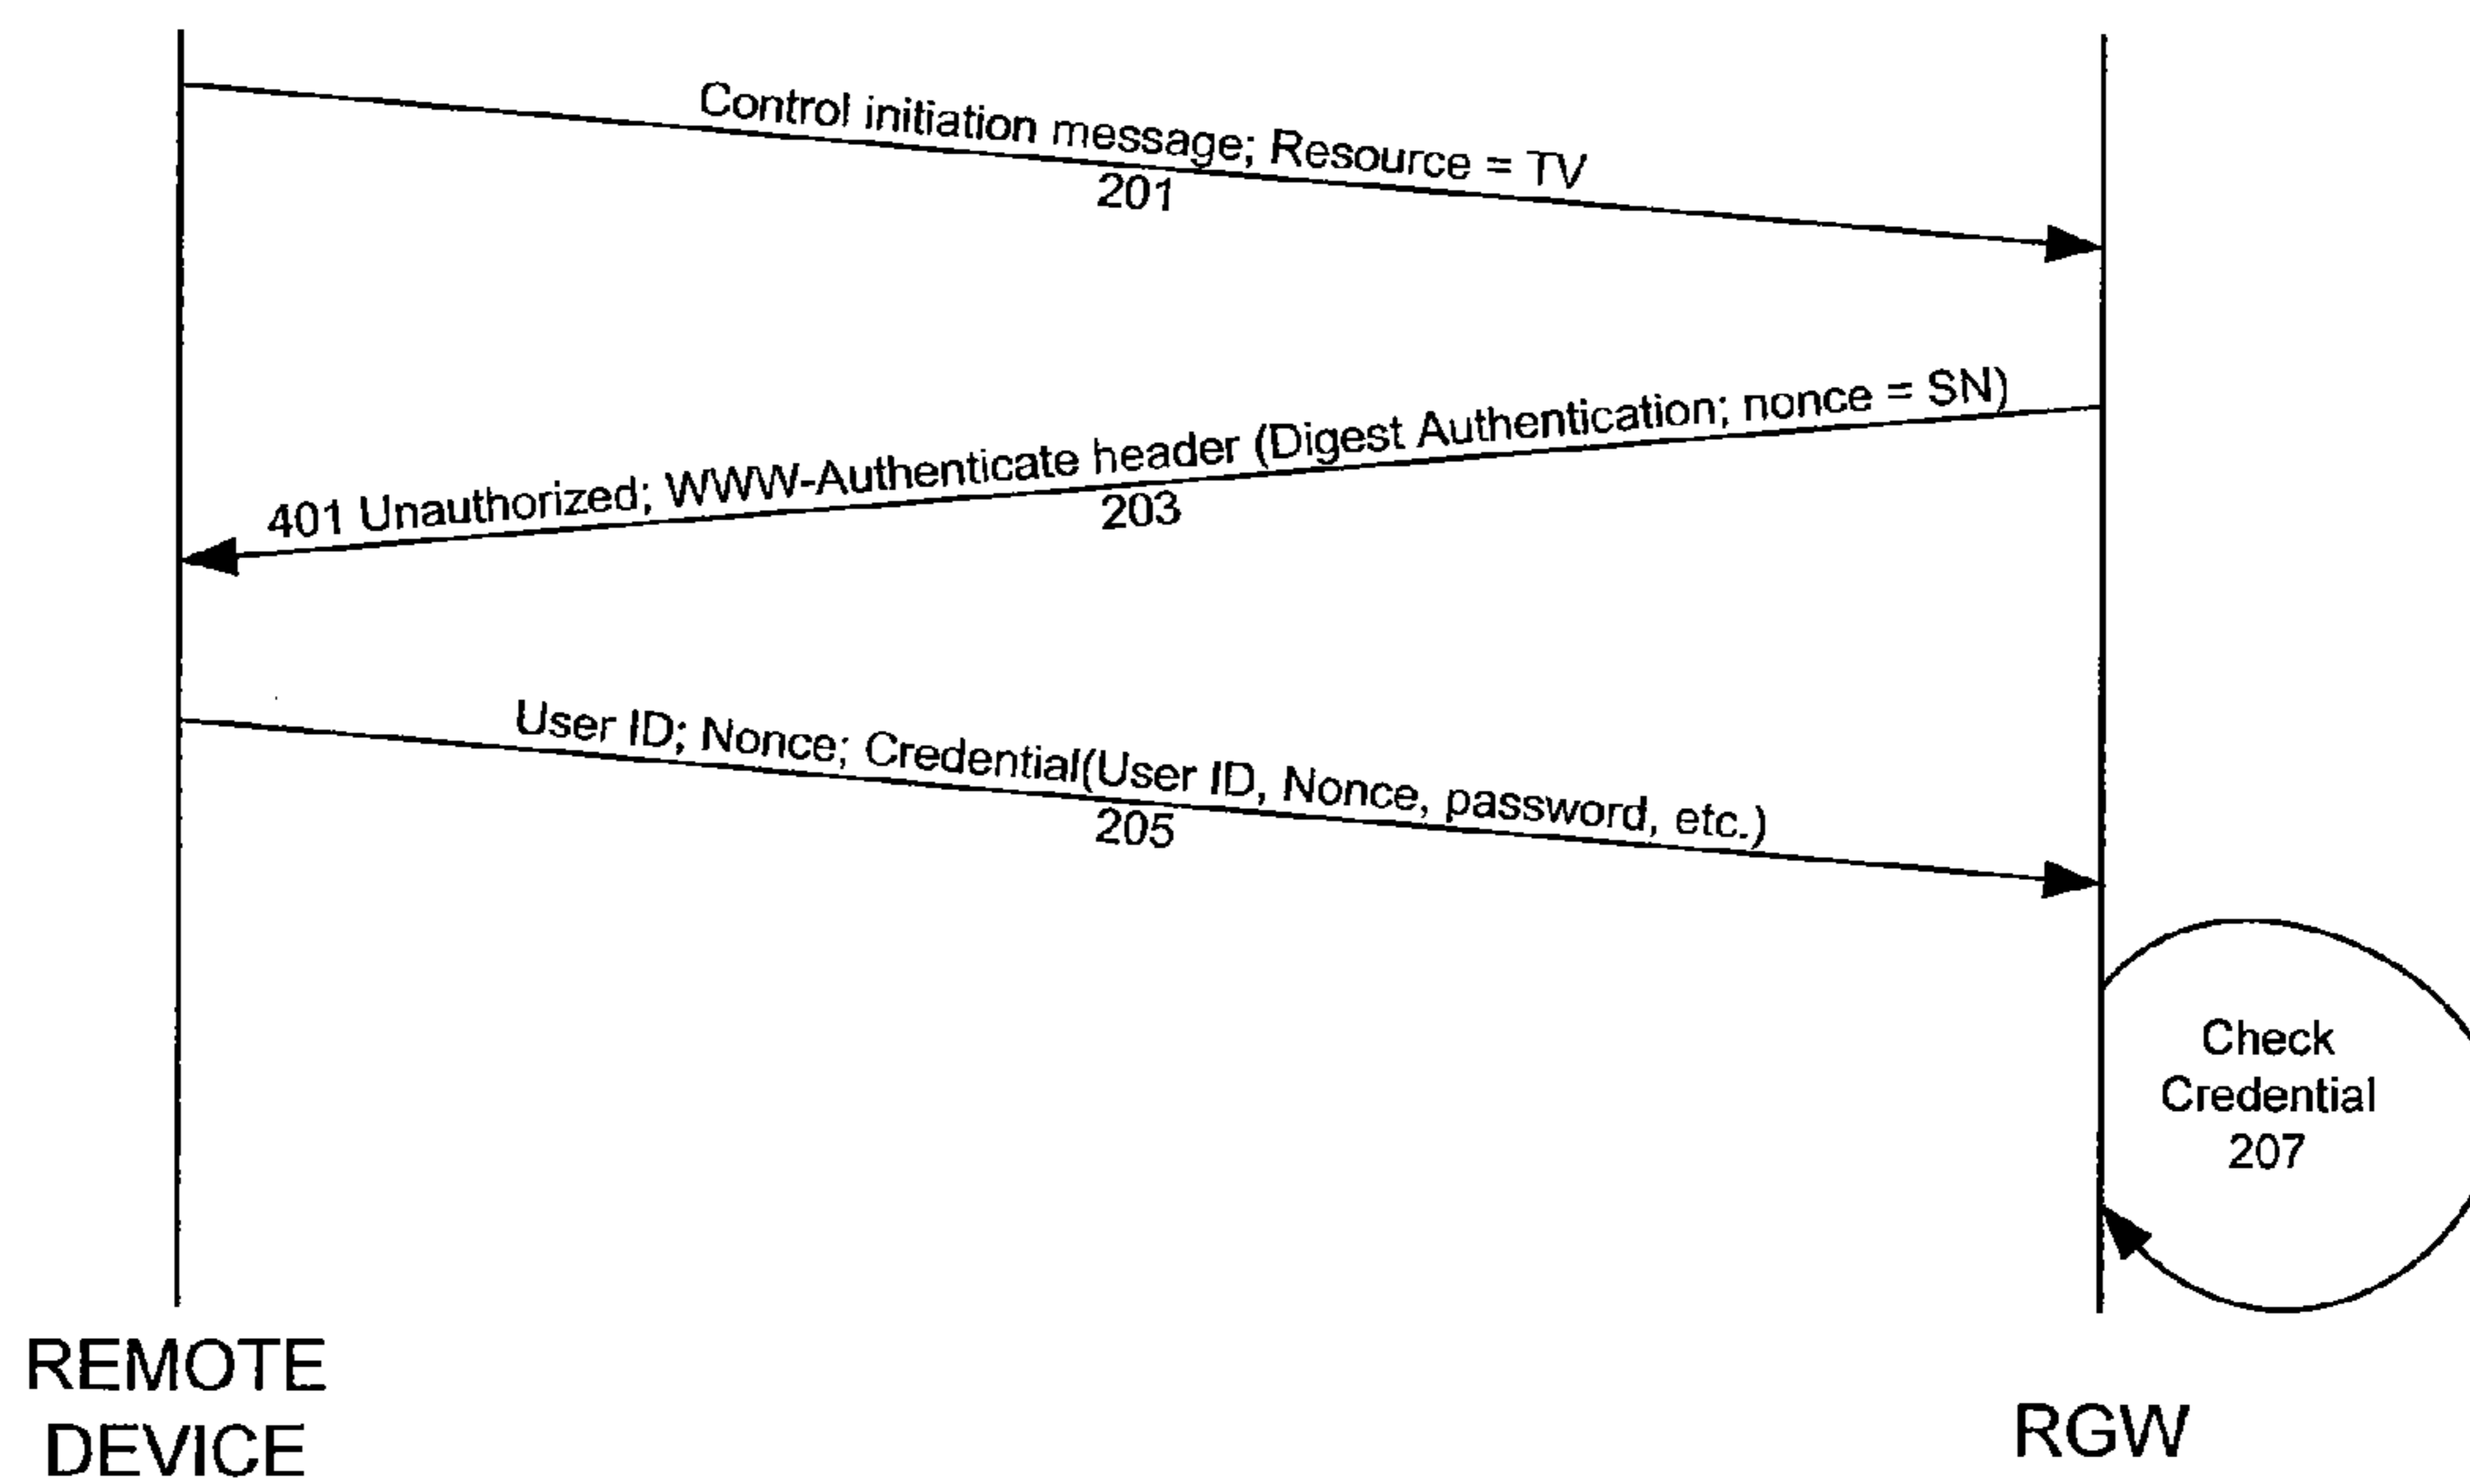 Control initiation message; Resource = TV
201
401 Unauthorized; WWW-Authenticate header (Digest Authentication; nonce = SN)
203
User ID; Nonce; Credential(User ID, Nonce, password, etc.)
205
Check
Credential
207
REMOTE
DEVICE
RGW